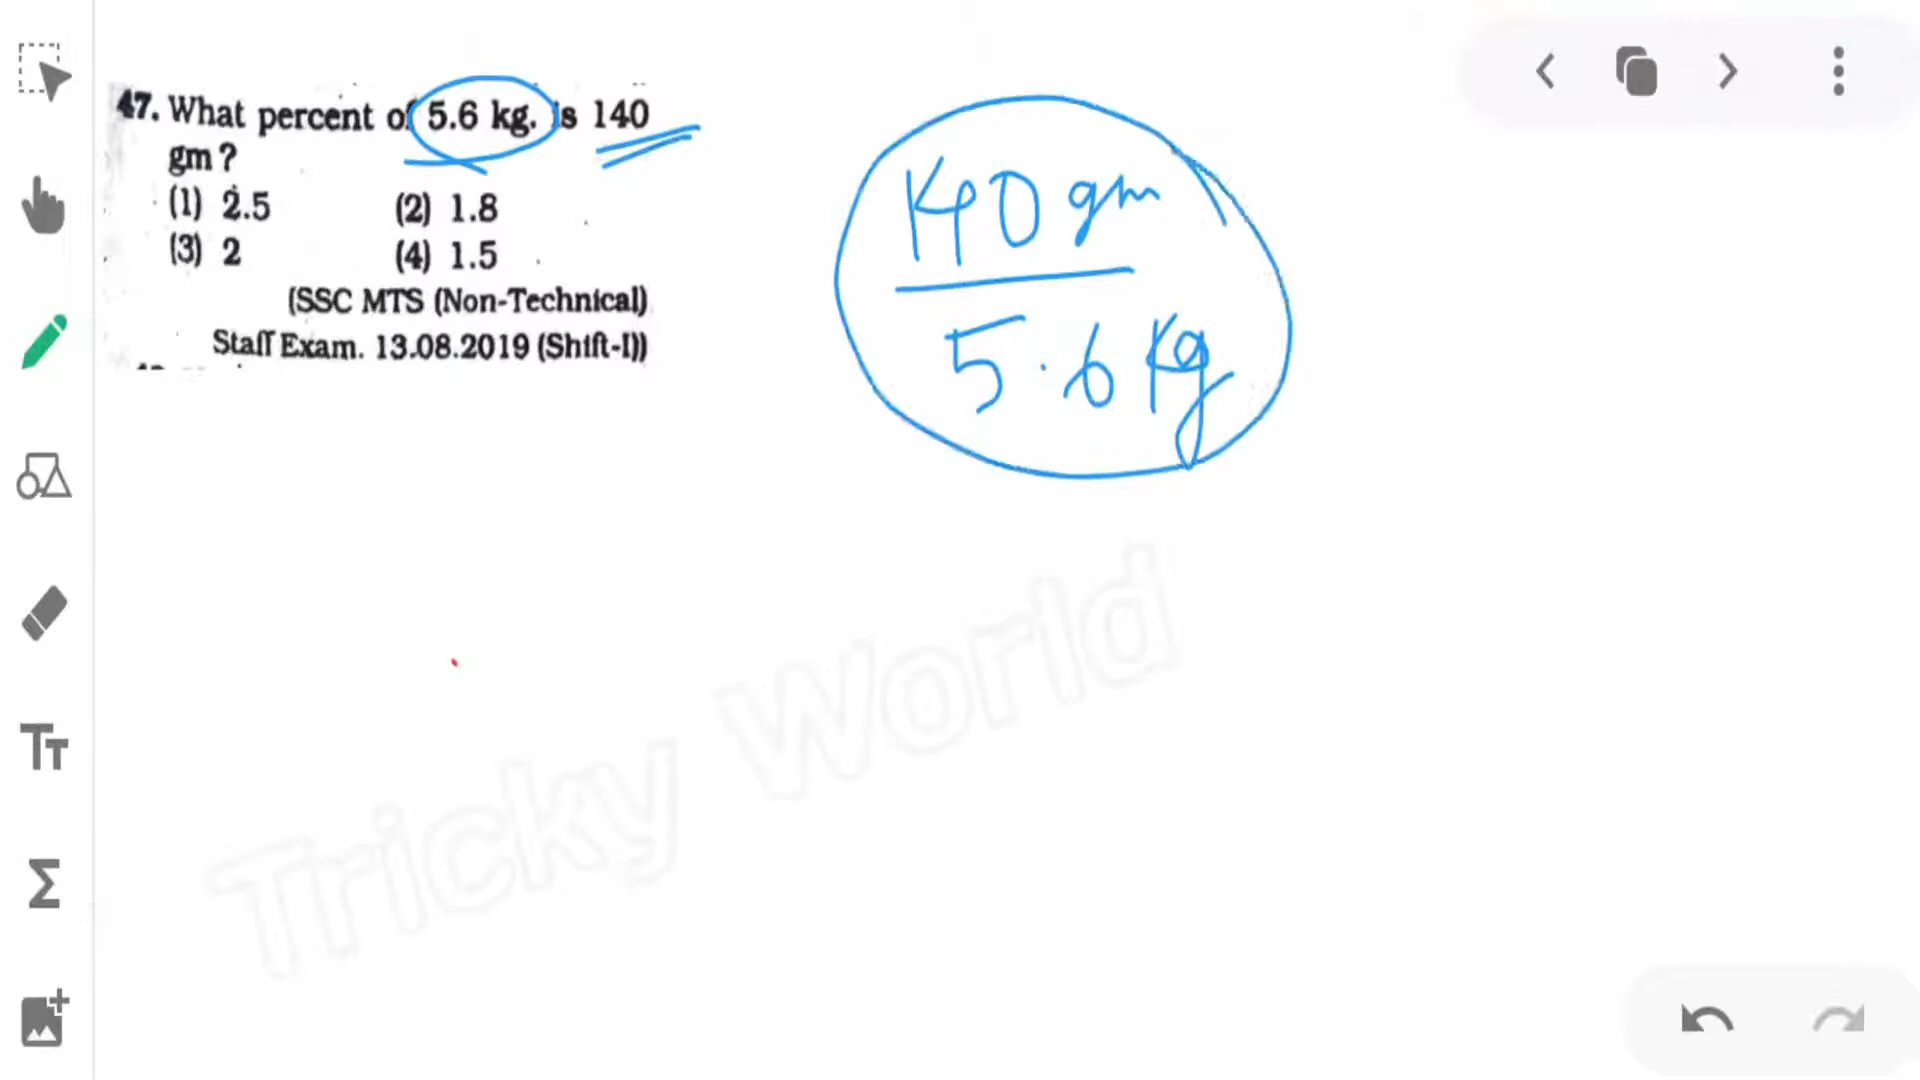 47. What percent of 5.6 kg. is 140
gm ?
(1) 2.5 (2) 1.8
(3) 2 (4) 1.5
(SSC MTS (Non-Technical)
Staff Exam. 13.08.2019 (Shift-I))
140 gm
5.6 kg
Tricky World